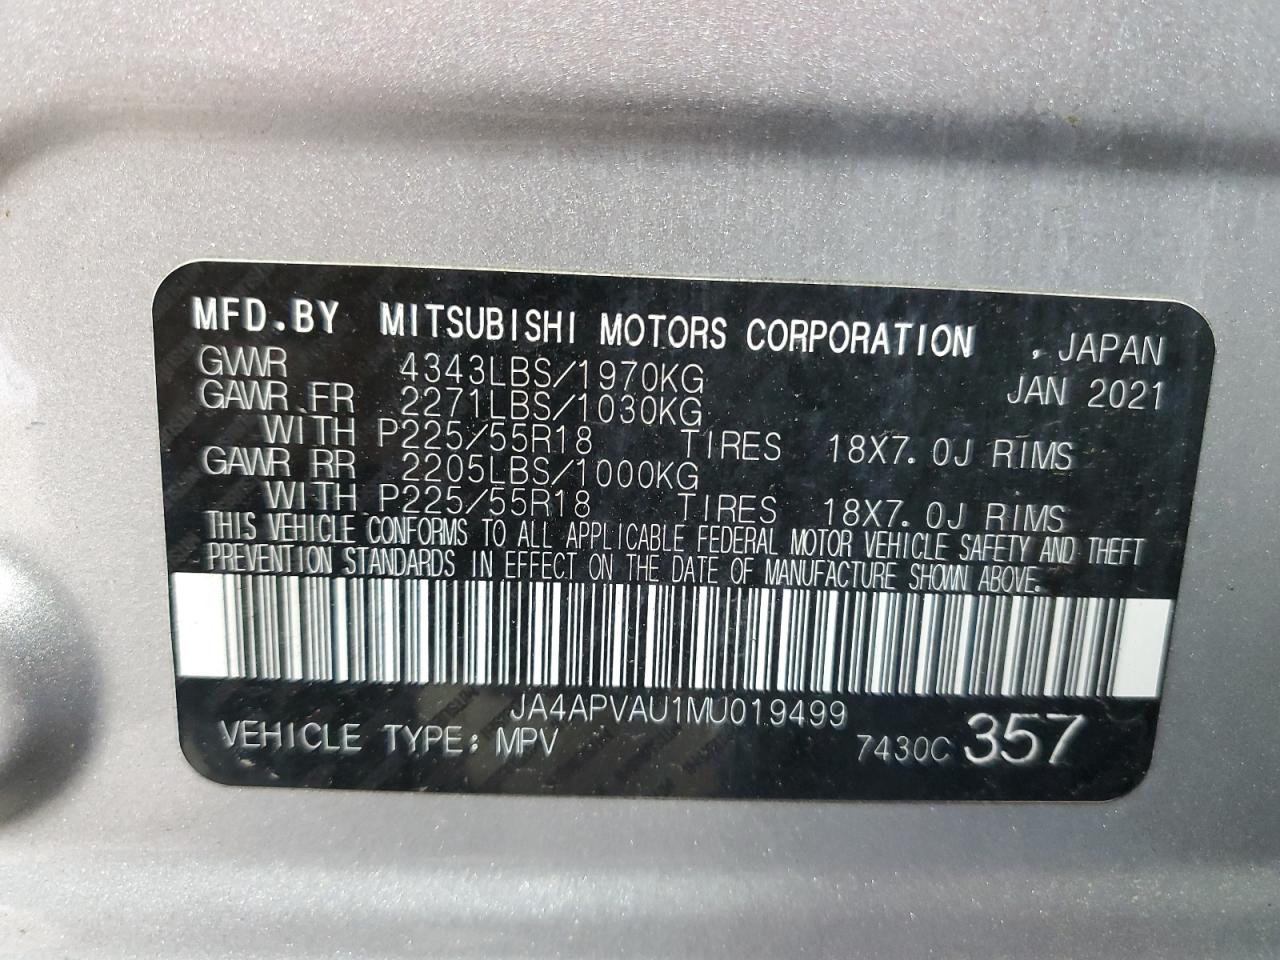 MFD.BY MITSUBISHI MOTORS CORPORATION , JAPAN
GVWR 4343LBS/1970KG JAN 2021
GAWR FR 2271LBS/1030KG
WITH P225/55R18 TIRES 18X7.0J RIMS
GAWR RR 2205LBS/1000KG
WITH P225/55R18 TIRES 18X7.0J RIMS
THIS VEHICLE CONFORMS TO ALL APPLICABLE FEDERAL MOTOR VEHICLE SAFETY AND THEFT
PREVENTION STANDARDS IN EFFECT ON THE DATE OF MANUFACTURE SHOWN ABOVE.
JA4APVAU1MU019499
VEHICLE TYPE: MPV 7430C 357